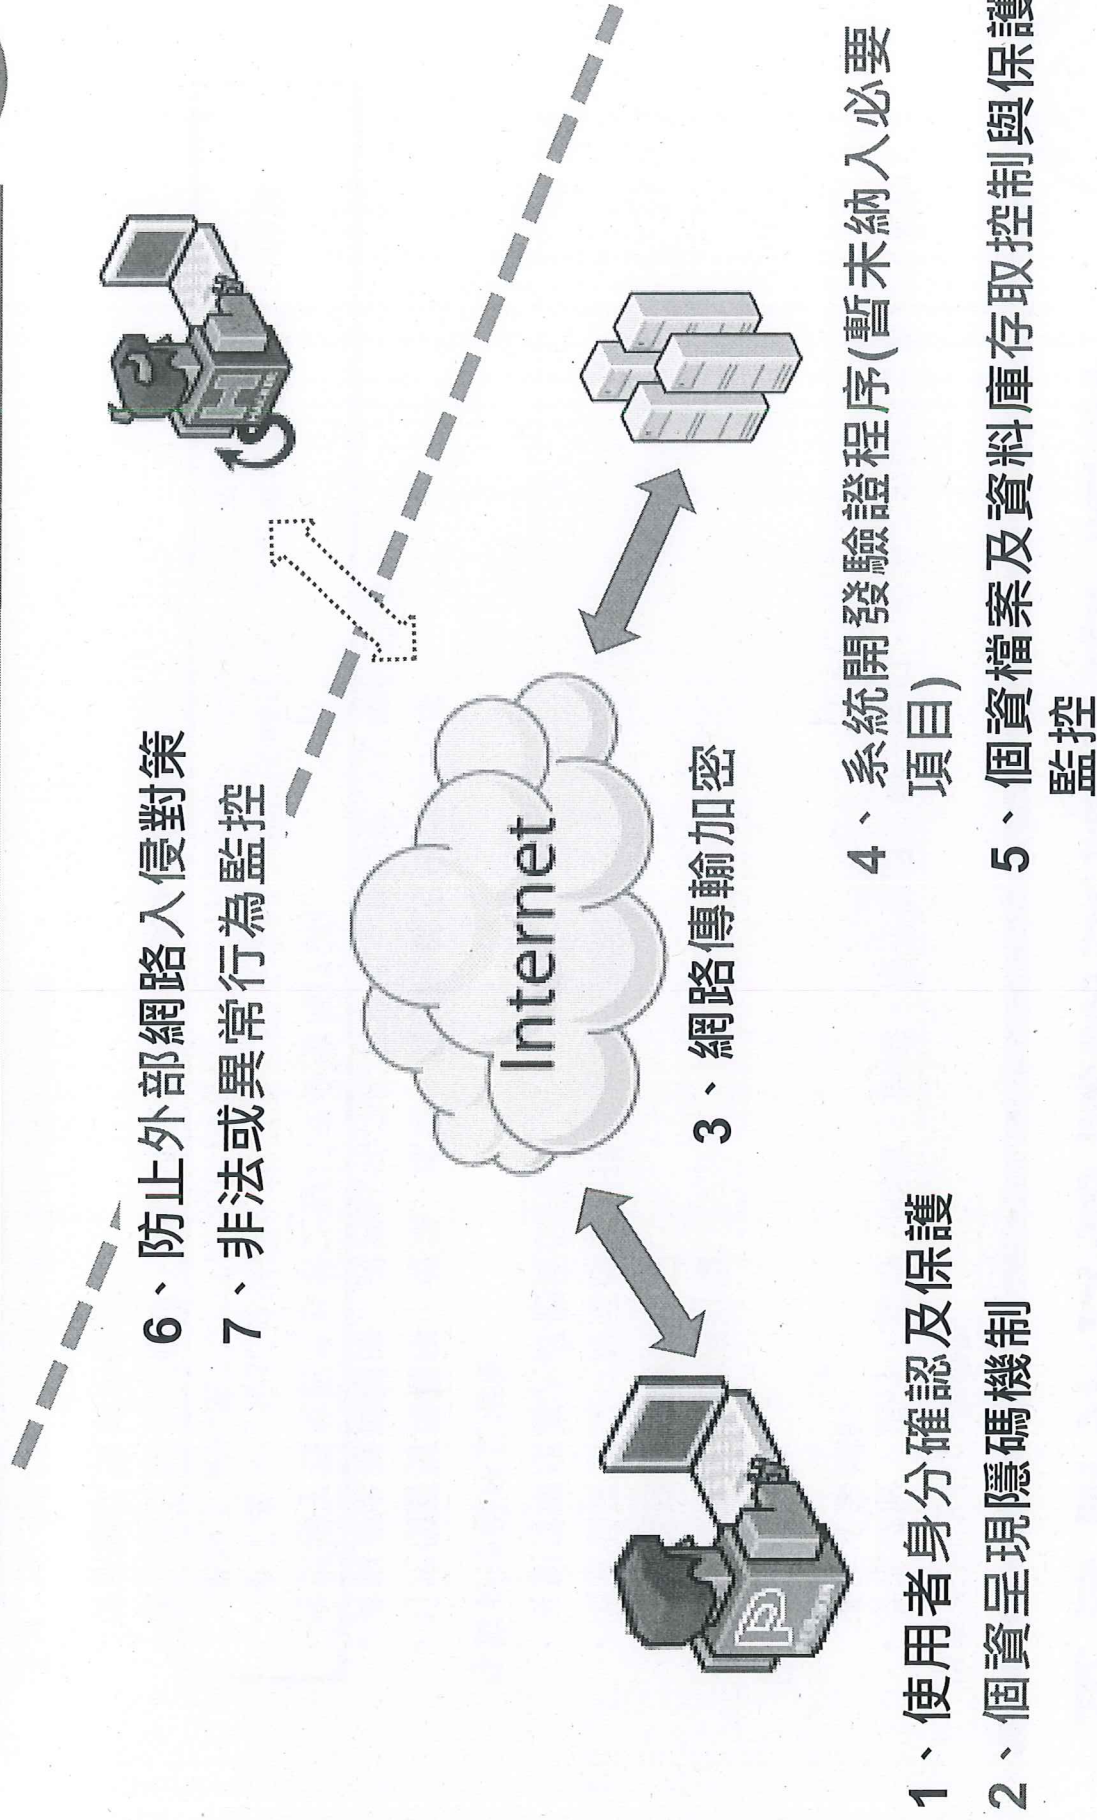 6、防止外部網路入侵對策
7、非法或異常行為監控
Internet
3、網路傳輸加密
1、使用者身分確認及保護
2、個資呈現隱碼機制
4、系統開發驗證程序(暫未納入必要
項目)
5、個資檔案及資料庫存取控制與保護
監控
H
P